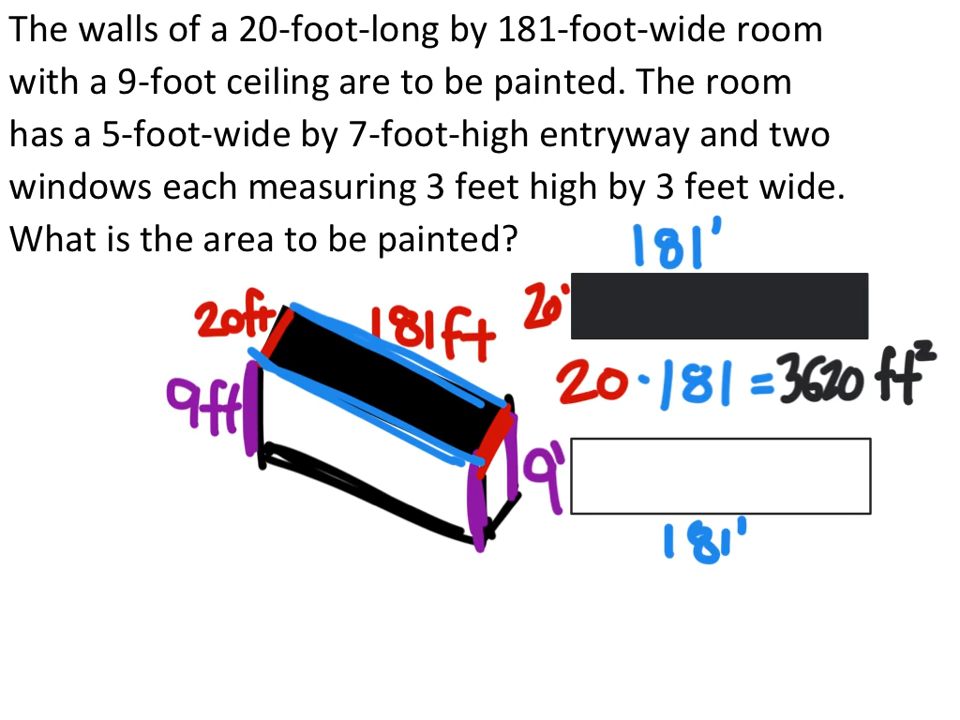 The walls of a 20-foot-long by 181-foot-wide room
with a 9-foot ceiling are to be painted. The room
has a 5-foot-wide by 7-foot-high entryway and two
windows each measuring 3 feet high by 3 feet wide.
What is the area to be painted?
181'
20'
20ft
181ft
20·181=3620 ft²
9ft
9'
181'